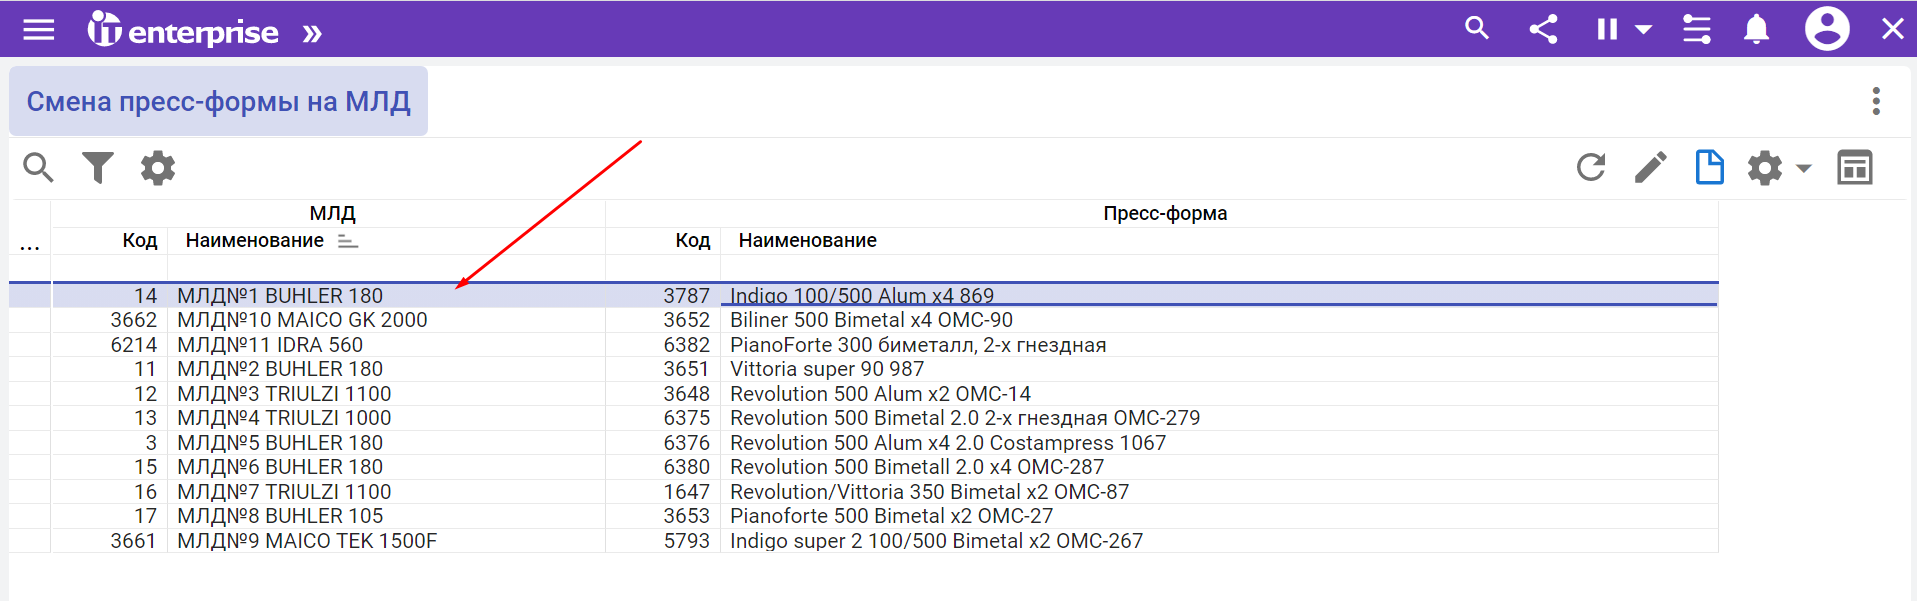 iT enterprise »
Смена пресс-формы на МЛД
МЛД Пресс-форма
... Код Наименование Код Наименование
14 МЛД№1 BUHLER 180 3787 Indigo 100/500 Alum x4 869
3662 МЛД№10 MAICO GK 2000 3652 Biliner 500 Bimetal x4 OMC-90
6214 МЛД№11 IDRA 560 6382 PianoForte 300 биметалл, 2-х гнездная
11 МЛД№2 BUHLER 180 3651 Vittoria super 90 987
12 МЛД№3 TRIULZI 1100 3648 Revolution 500 Alum x2 OMC-14
13 МЛД№4 TRIULZI 1000 6375 Revolution 500 Bimetal 2.0 2-х гнездная OMC-279
3 МЛД№5 BUHLER 180 6376 Revolution 500 Alum x4 2.0 Costampress 1067
15 МЛД№6 BUHLER 180 6380 Revolution 500 Bimetall 2.0 x4 OMC-287
16 МЛД№7 TRIULZI 1100 1647 Revolution/Vittoria 350 Bimetal x2 OMC-87
17 МЛД№8 BUHLER 105 3653 Pianoforte 500 Bimetal x2 OMC-27
3661 МЛД№9 MAICO TEK 1500F 5793 Indigo super 2 100/500 Bimetal x2 OMC-267